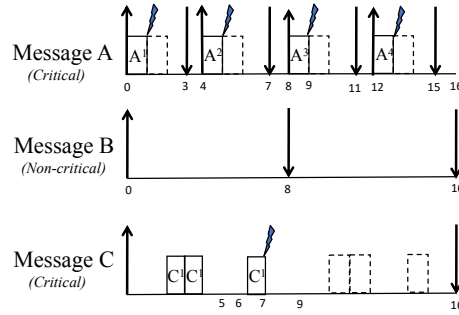 Message A
(Critical)
A¹ A² A³ A⁴
0 3 4 7 8 9 11 12 15 16
Message B
(Non-critical)
0 8 16
Message C
(Critical)
C¹ C¹ C¹
5 6 7 9 16